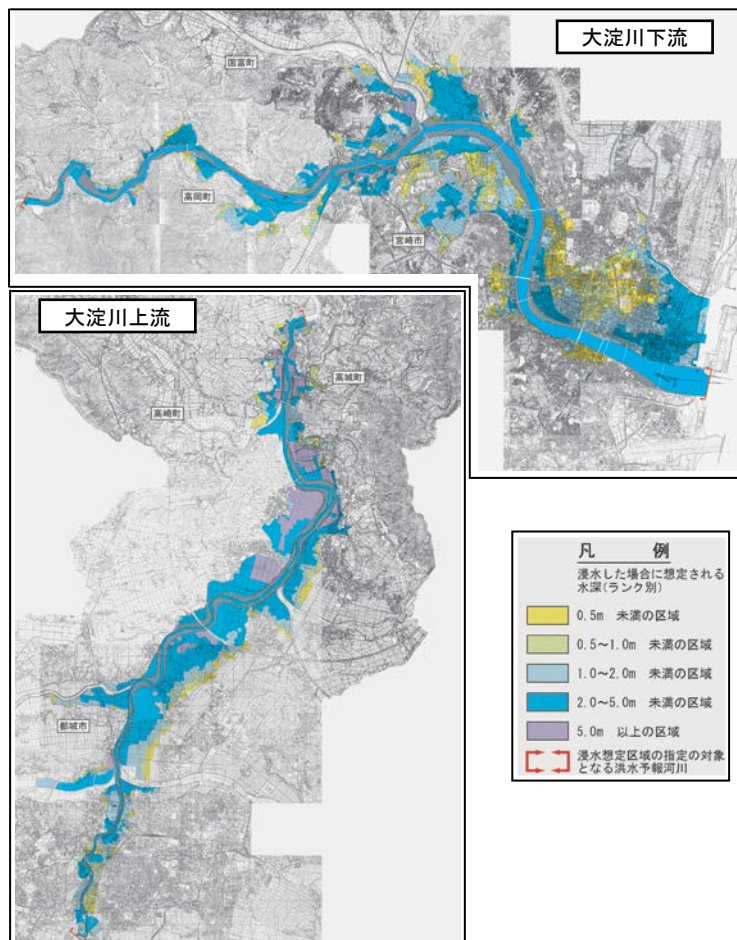 大淀川下流
国富町
高岡町
宮崎市
大淀川上流
高城町
高崎町
都城市
凡　例
浸水した場合に想定される
水深(ランク別)
0.5m 未満の区域
0.5～1.0m 未満の区域
1.0～2.0m 未満の区域
2.0～5.0m 未満の区域
5.0m 以上の区域
浸水想定区域の指定の対象
となる洪水予報河川